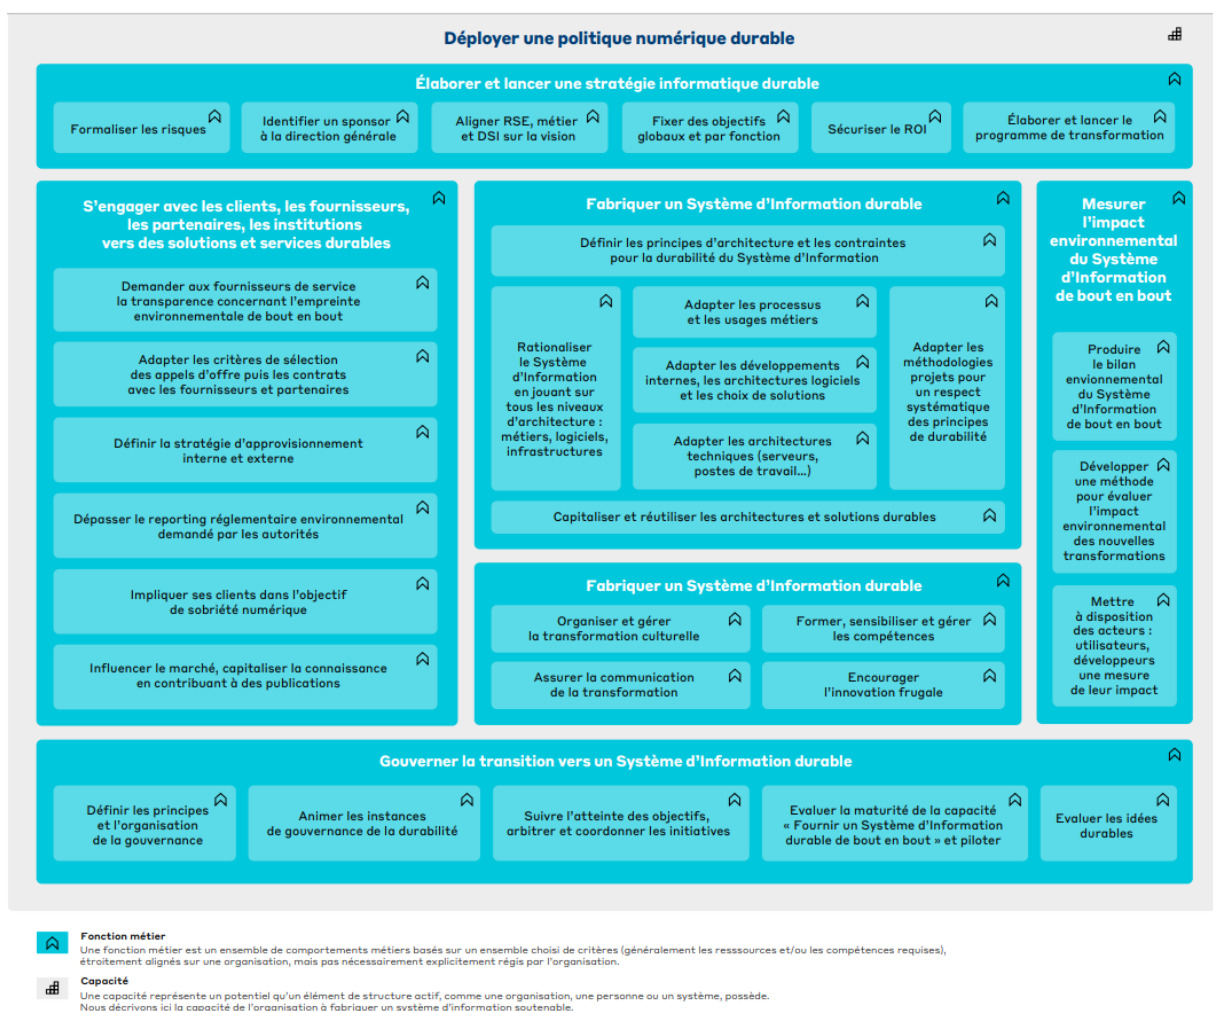 Déployer une politique numérique durable
Élaborer et lancer une stratégie informatique durable
Formaliser les risques
Identifier un sponsor
à la direction générale
Aligner RSE, métier
et DSI sur la vision
Fixer des objectifs
globaux et par fonction
Sécuriser le ROI
Élaborer et lancer le
programme de transformation
S'engager avec les clients, les fournisseurs,
les partenaires, les institutions
vers des solutions et services durables
Demander aux fournisseurs de service
la transparence concernant l'empreinte
environnementale de bout en bout
Adapter les critères de sélection
des appels d'offre puis les contrats
avec les fournisseurs et partenaires
Définir la stratégie d'approvisionnement
interne et externe
Dépasser le reporting réglementaire environnemental
demandé par les autorités
Impliquer ses clients dans l'objectif
de sobriété numérique
Influencer le marché, capitaliser la connaissance
en contribuant à des publications
Fabriquer un Système d'Information durable
Définir les principes d'architecture et les contraintes
pour la durabilité du Système d'Information
Rationaliser
le Système
d'Information
en jouant sur
tous les niveaux
d'architecture :
métiers, logiciels,
infrastructures
Adapter les processus
et les usages métiers
Adapter les développements
internes, les architectures logiciels
et les choix de solutions
Adapter les architectures
techniques (serveurs,
postes de travail...)
Adapter les
méthodologies
projets pour
un respect
systématique
des principes
de durabilité
Capitaliser et réutiliser les architectures et solutions durables
Fabriquer un Système d'Information durable
Organiser et gérer
la transformation culturelle
Former, sensibiliser et gérer
les compétences
Assurer la communication
de la transformation
Encourager
l'innovation frugale
Mesurer
l'impact
environnemental
du Système
d'Information
de bout en bout
Produire
le bilan
envionnemental
du Système
d'Information
de bout en bout
Développer
une méthode
pour évaluer
l'impact
environnemental
des nouvelles
transformations
Mettre
à disposition
des acteurs :
utilisateurs,
développeurs
une mesure
de leur impact
Gouverner la transition vers un Système d'Information durable
Définir les principes
et l'organisation
de la gouvernance
Animer les instances
de gouvernance de la durabilité
Suivre l'atteinte des objectifs,
arbitrer et coordonner les initiatives
Evaluer la maturité de la capacité
« Fournir un Système d'Information
durable de bout en bout » et piloter
Evaluer les idées
durables
Fonction métier
Une fonction métier est un ensemble de comportements métiers basés sur un ensemble choisi de critères (généralement les resssources et/ou les compétences requises),
étroitement alignés sur une organisation, mais pas nécessairement explicitement régis par l'organisation.
Capacité
Une capacité représente un potentiel qu'un élément de structure actif, comme une organisation, une personne ou un système, possède.
Nous décrivons ici la capacité de l'organisation à fabriquer un système d'information soutenable.